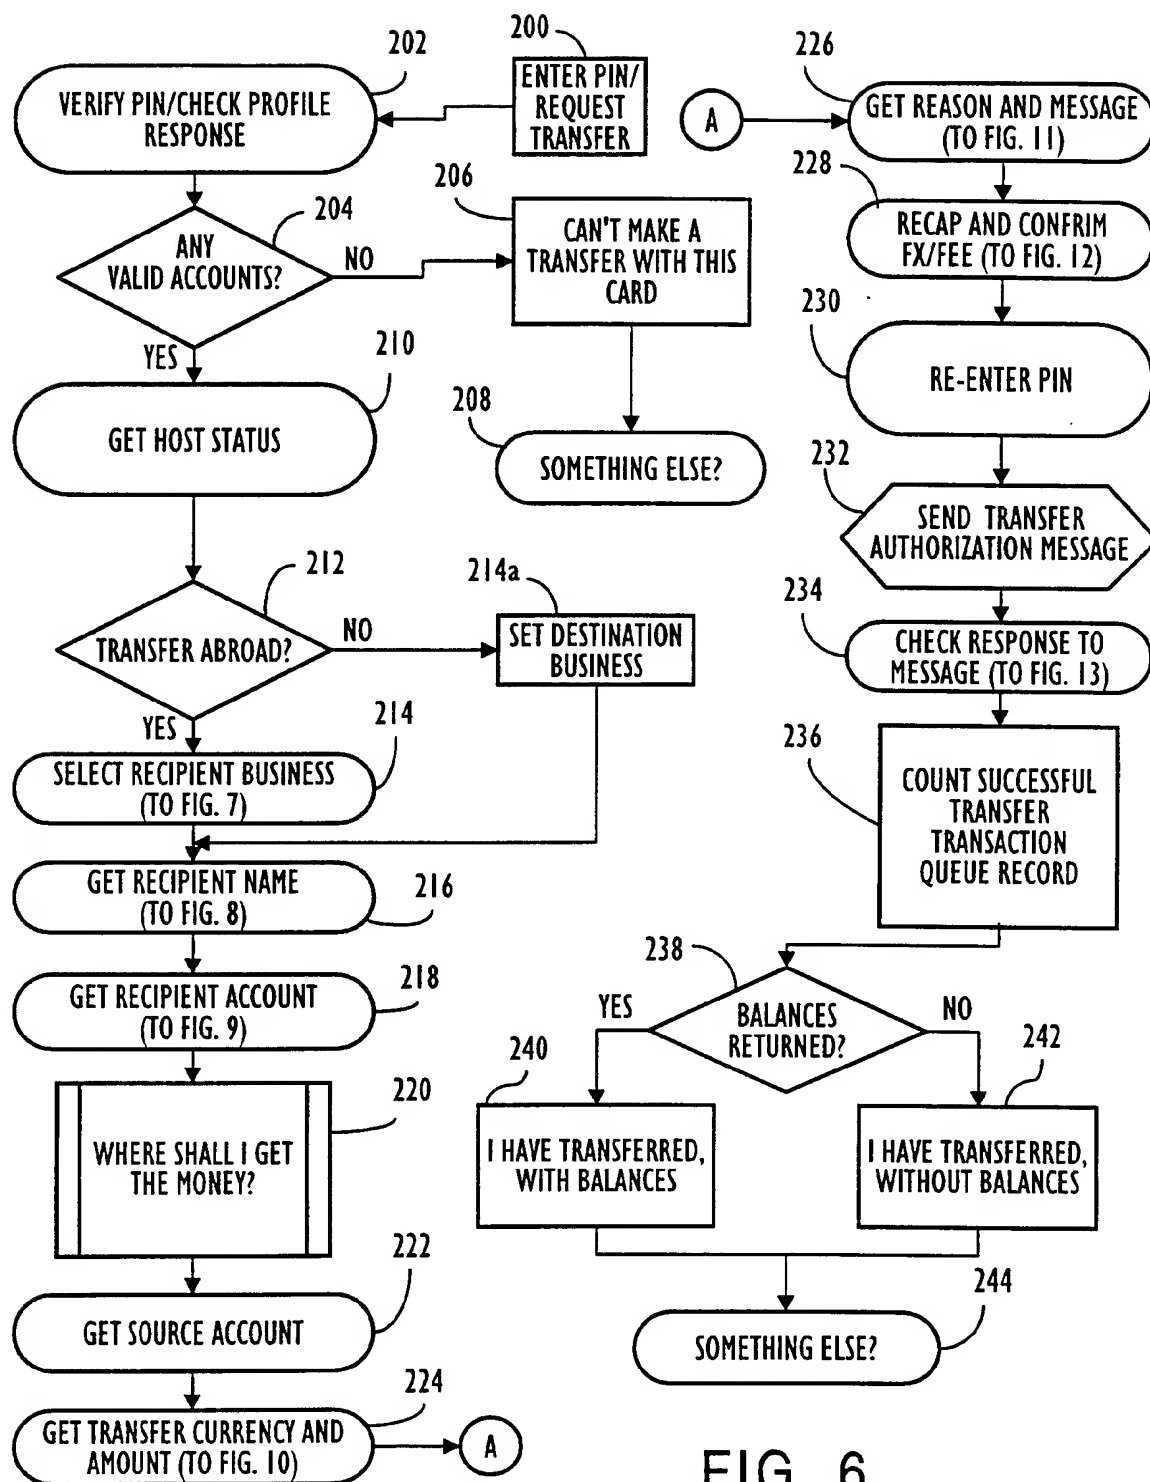 200
ENTER PIN/
REQUEST
TRANSFER
202
VERIFY PIN/CHECK PROFILE
RESPONSE
204
ANY
VALID ACCOUNTS?
NO
YES
206
CAN'T MAKE A
TRANSFER WITH THIS
CARD
208
SOMETHING ELSE?
210
GET HOST STATUS
212
TRANSFER ABROAD?
NO
YES
214a
SET DESTINATION
BUSINESS
214
SELECT RECIPIENT BUSINESS
(TO FIG. 7)
216
GET RECIPIENT NAME
(TO FIG. 8)
218
GET RECIPIENT ACCOUNT
(TO FIG. 9)
220
WHERE SHALL I GET
THE MONEY?
222
GET SOURCE ACCOUNT
224
GET TRANSFER CURRENCY AND
AMOUNT (TO FIG. 10)
A
A
226
GET REASON AND MESSAGE
(TO FIG. 11)
228
RECAP AND CONFRIM
FX/FEE (TO FIG. 12)
230
RE-ENTER PIN
232
SEND TRANSFER
AUTHORIZATION MESSAGE
234
CHECK RESPONSE TO
MESSAGE (TO FIG. 13)
236
COUNT SUCCESSFUL
TRANSFER
TRANSACTION
QUEUE RECORD
238
BALANCES
RETURNED?
YES
NO
240
I HAVE TRANSFERRED,
WITH BALANCES
242
I HAVE TRANSFERRED,
WITHOUT BALANCES
244
SOMETHING ELSE?
FIG. 6